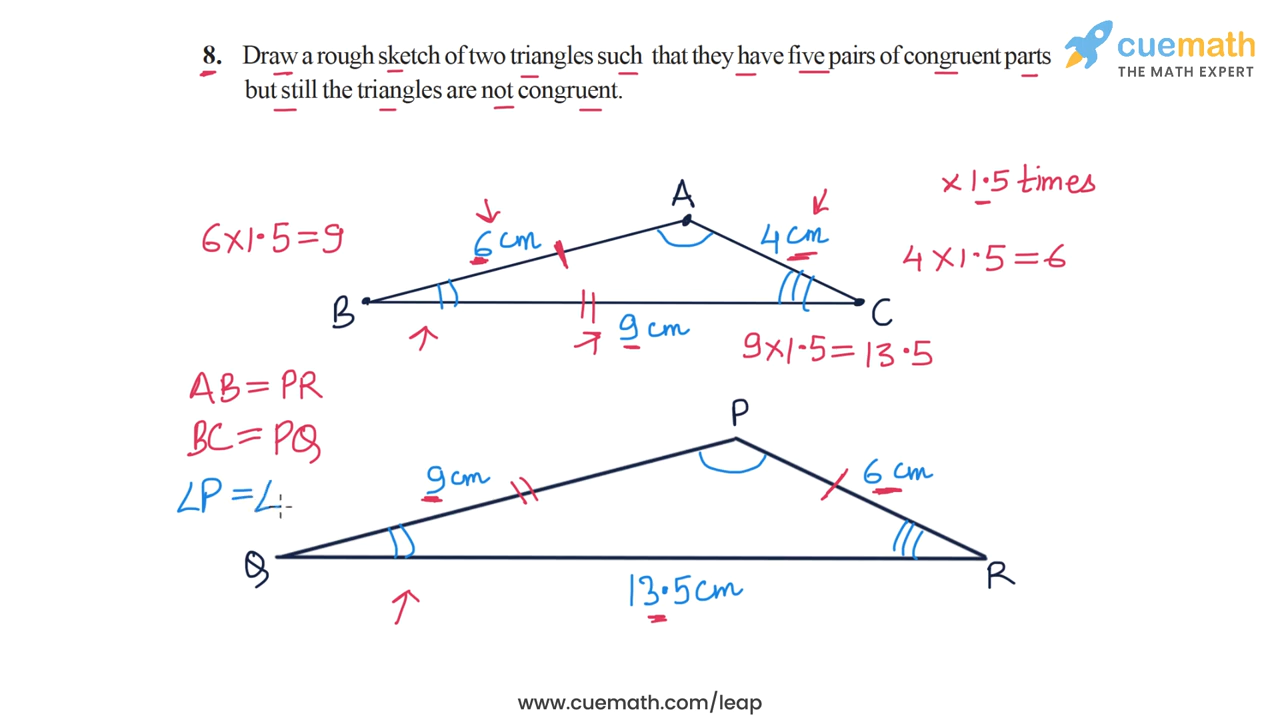 8. Draw a rough sketch of two triangles such that they have five pairs of congruent parts
but still the triangles are not congruent.
cuemath
THE MATH EXPERT
×1.5 times
A
6×1.5=9
6 cm
4 cm
4×1.5=6
B
C
9 cm
9×1.5=13.5
AB=PR
BC=PQ
∠P=∠
P
9cm
6 cm
Q
R
13.5cm
www.cuemath.com/leap